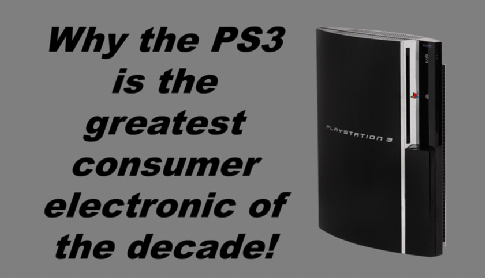 Why the PS3
is the
greatest
consumer
electronic of
the decade!
PLAYSTATION 3